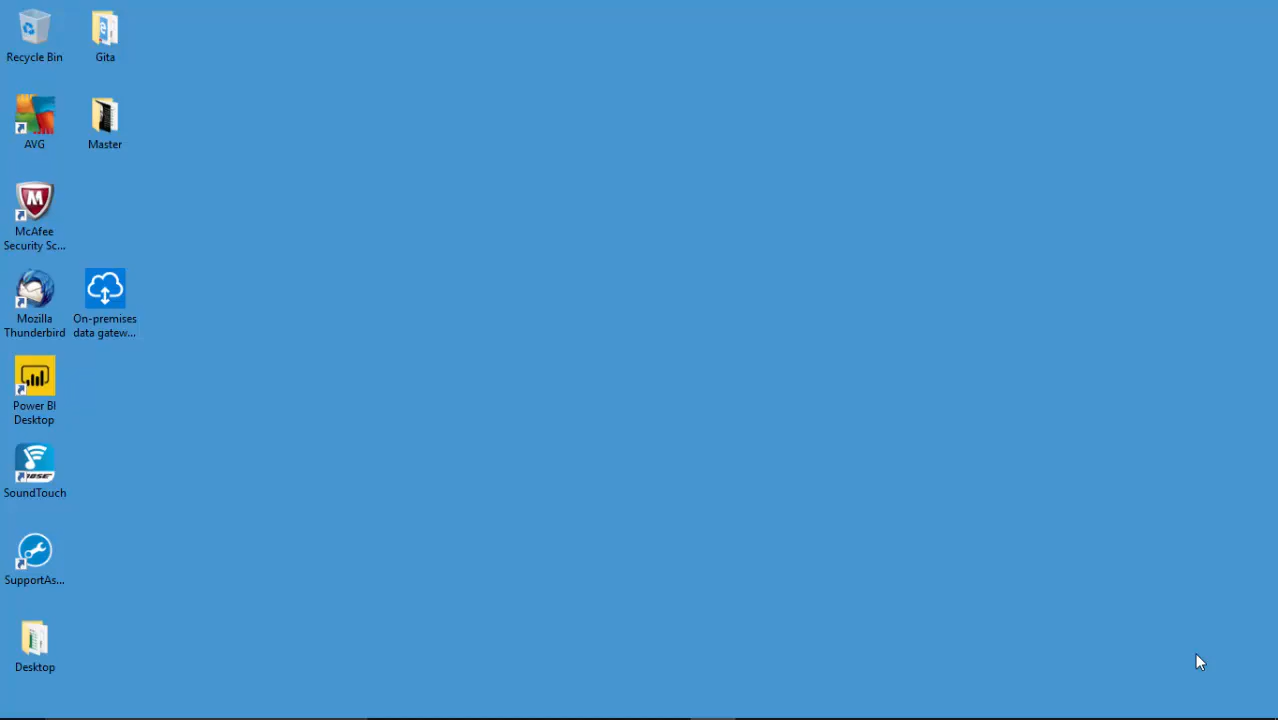 Recycle Bin
Gita
AVG
Master
McAfee
Security Sc...
Mozilla
Thunderbird
On-premises
data gatew...
Power BI
Desktop
BOSE
SoundTouch
SupportAs...
Desktop